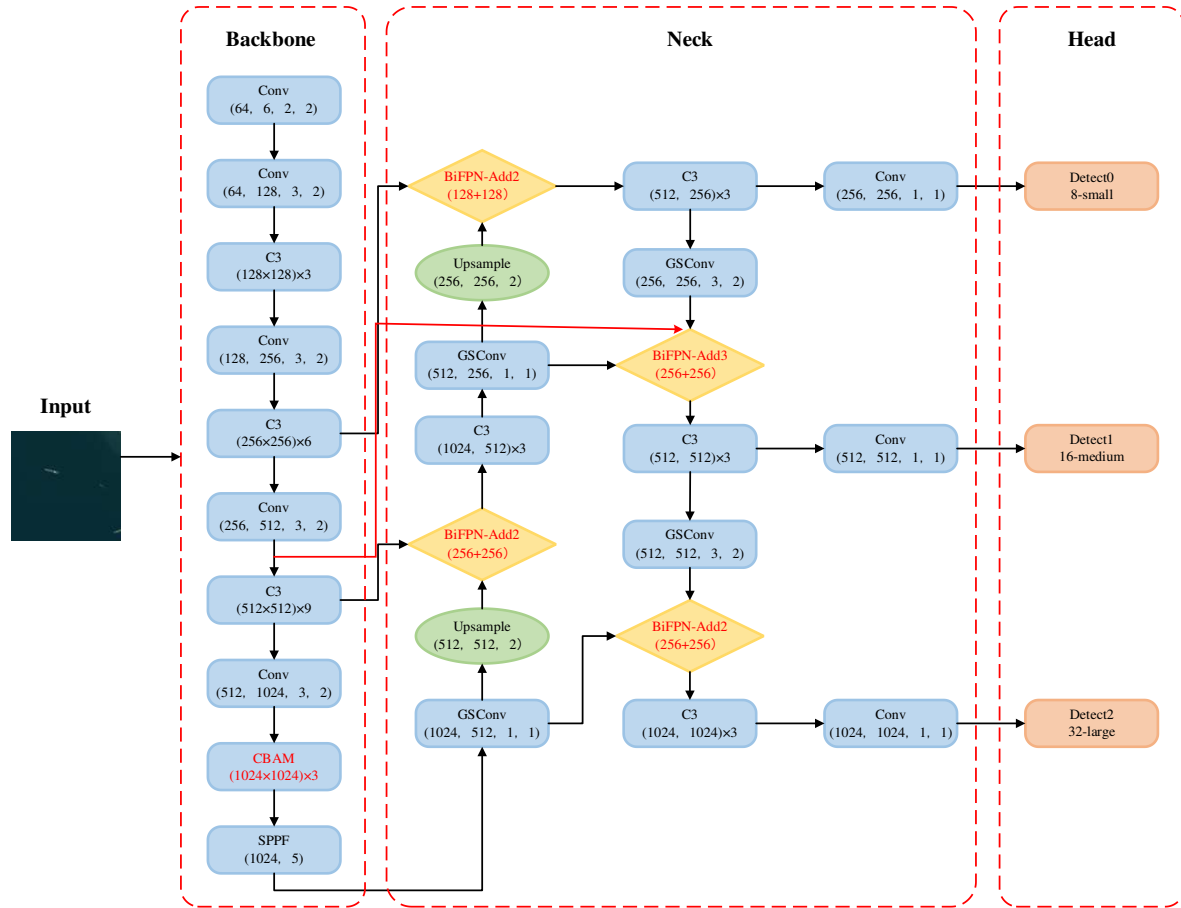 Backbone
Neck
Head
Input
Conv
(64, 6, 2, 2)
Conv
(64, 128, 3, 2)
C3
(128×128)×3
Conv
(128, 256, 3, 2)
C3
(256×256)×6
Conv
(256, 512, 3, 2)
C3
(512×512)×9
Conv
(512, 1024, 3, 2)
CBAM
(1024×1024)×3
SPPF
(1024, 5)
BiFPN-Add2
(128+128)
Upsample
(256, 256, 2)
GSConv
(512, 256, 1, 1)
C3
(1024, 512)×3
BiFPN-Add2
(256+256)
Upsample
(512, 512, 2)
GSConv
(1024, 512, 1, 1)
C3
(512, 256)×3
GSConv
(256, 256, 3, 2)
BiFPN-Add3
(256+256)
C3
(512, 512)×3
GSConv
(512, 512, 3, 2)
BiFPN-Add2
(256+256)
C3
(1024, 1024)×3
Conv
(256, 256, 1, 1)
Conv
(512, 512, 1, 1)
Conv
(1024, 1024, 1, 1)
Detect0
8-small
Detect1
16-medium
Detect2
32-large